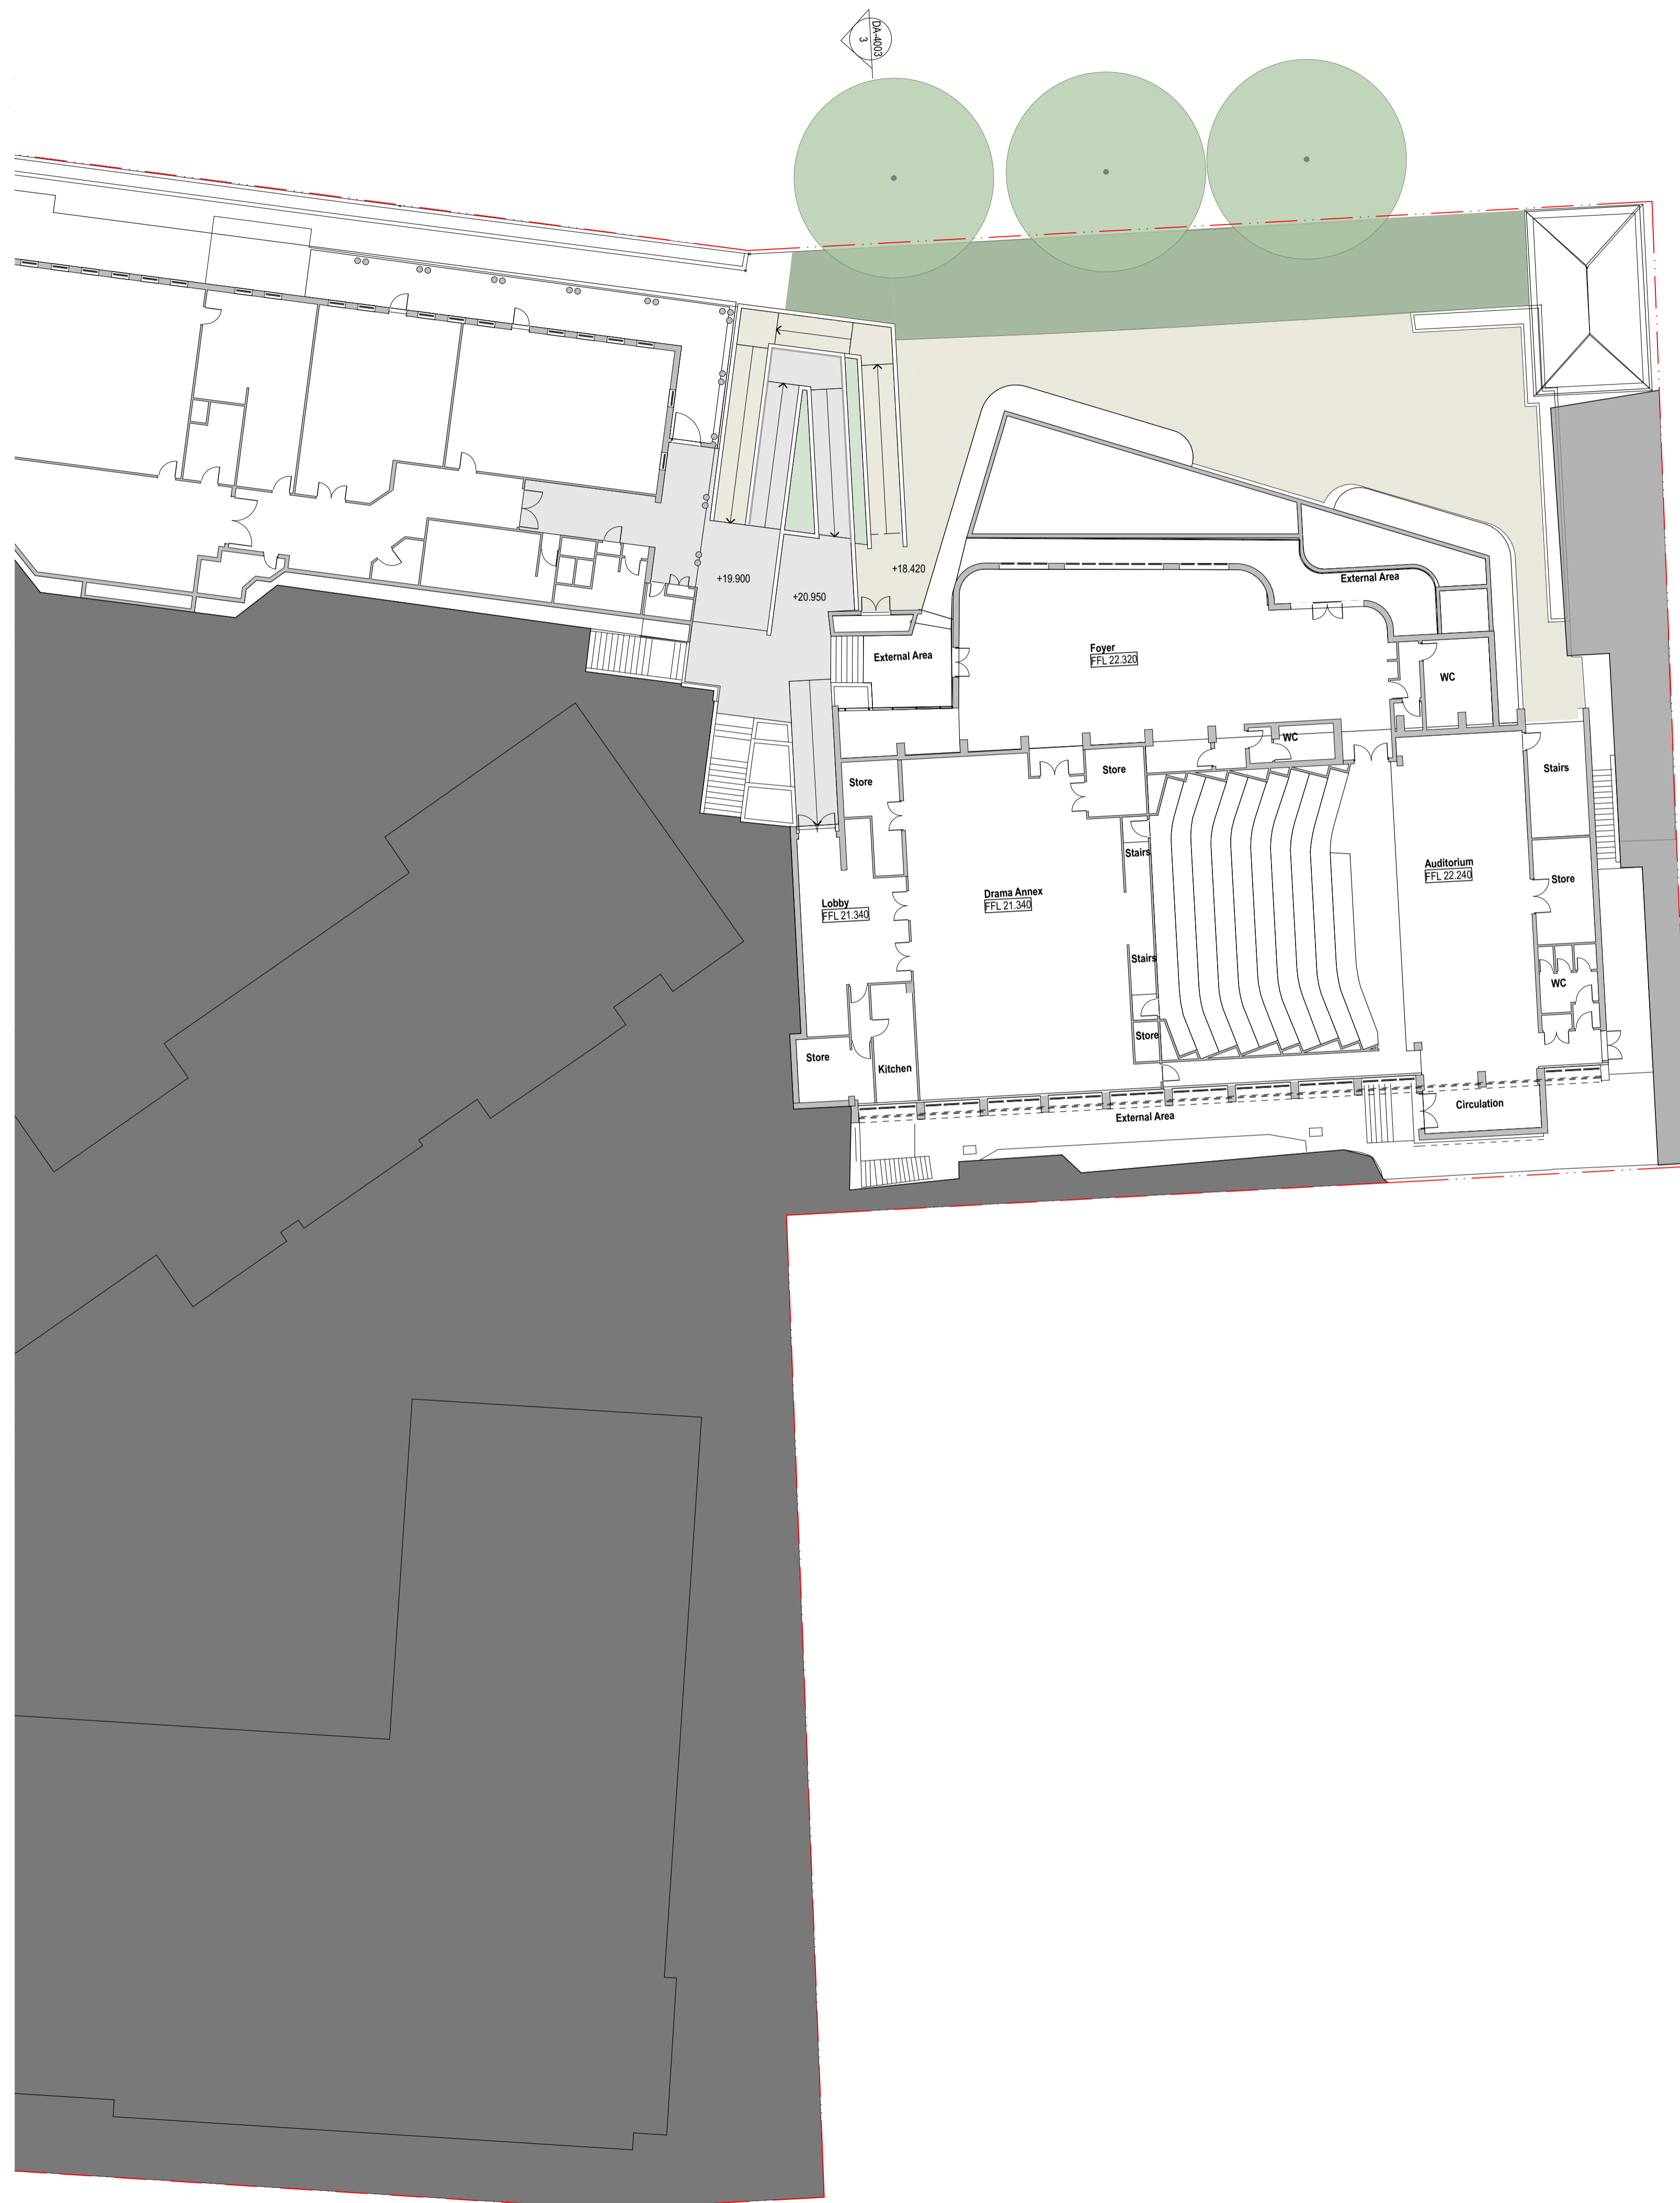 DA-4003
3
+19.900
+20.950
+18.420
External Area
External Area
Foyer
FFL 22.320
WC
WC
Store
Store
Stairs
Stairs
Auditorium
FFL 22.240
Store
Drama Annex
FFL 21.340
Lobby
FFL 21.340
Stairs
WC
Store
Store
Kitchen
Circulation
External Area